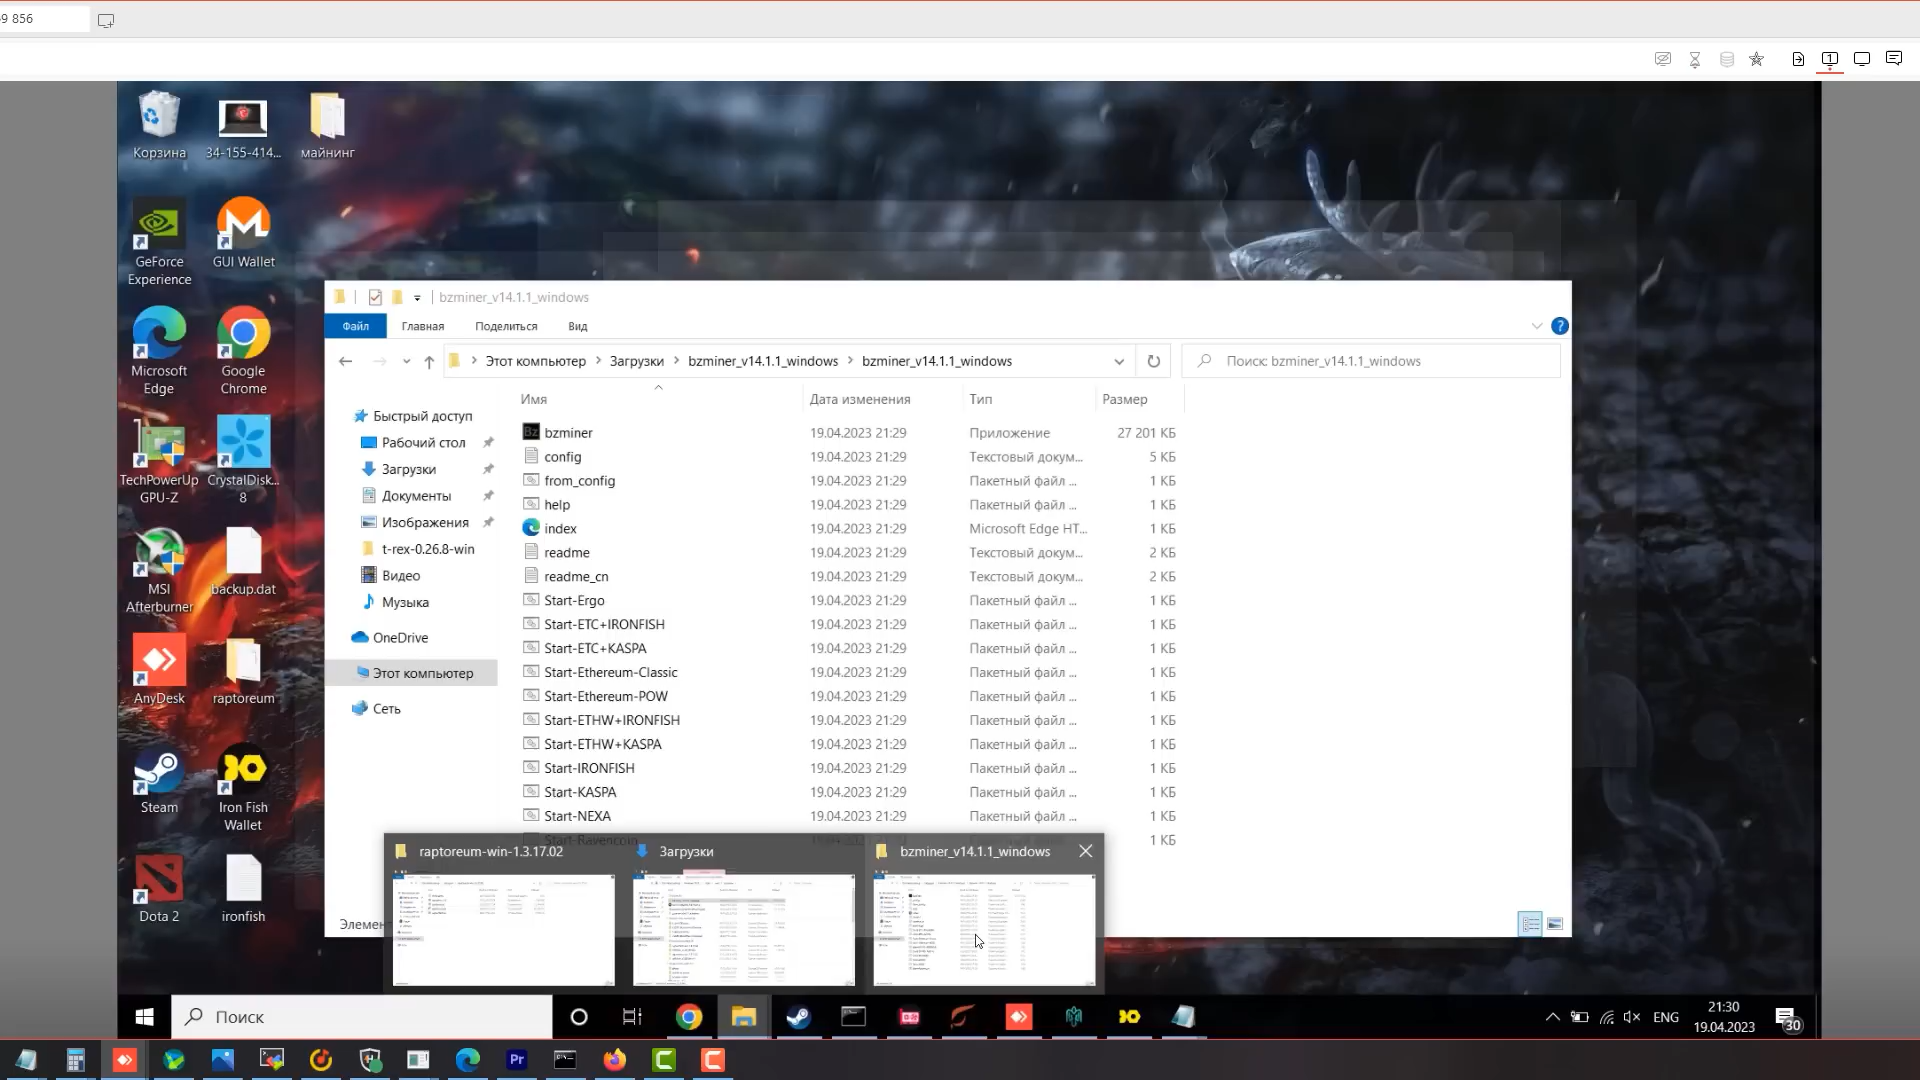 9 856
1
Корзина
34-155-414...
майнинг
GeForce
Experience
GUI Wallet
Microsoft
Edge
Google
Chrome
TechPowerUp
GPU-Z
CrystalDisk...
8
MSI
Afterburner
backup.dat
AnyDesk
raptoreum
Steam
Iron Fish
Wallet
Dota 2
ironfish
bzminer_v14.1.1_windows
Файл Главная Поделиться Вид
Этот компьютер Загрузки bzminer_v14.1.1_windows bzminer_v14.1.1_windows
Поиск: bzminer_v14.1.1_windows
Быстрый доступ
Рабочий стол
Загрузки
Документы
Изображения
t-rex-0.26.8-win
Видео
Музыка
OneDrive
Этот компьютер
Сеть
Имя Дата изменения Тип Размер
bzminer 19.04.2023 21:29 Приложение 27 201 КБ
config 19.04.2023 21:29 Текстовый докум... 5 КБ
from_config 19.04.2023 21:29 Пакетный файл ... 1 КБ
help 19.04.2023 21:29 Пакетный файл ... 1 КБ
index 19.04.2023 21:29 Microsoft Edge HT... 1 КБ
readme 19.04.2023 21:29 Текстовый докум... 2 КБ
readme_cn 19.04.2023 21:29 Текстовый докум... 2 КБ
Start-Ergo 19.04.2023 21:29 Пакетный файл ... 1 КБ
Start-ETC+IRONFISH 19.04.2023 21:29 Пакетный файл ... 1 КБ
Start-ETC+KASPA 19.04.2023 21:29 Пакетный файл ... 1 КБ
Start-Ethereum-Classic 19.04.2023 21:29 Пакетный файл ... 1 КБ
Start-Ethereum-POW 19.04.2023 21:29 Пакетный файл ... 1 КБ
Start-ETHW+IRONFISH 19.04.2023 21:29 Пакетный файл ... 1 КБ
Start-ETHW+KASPA 19.04.2023 21:29 Пакетный файл ... 1 КБ
Start-IRONFISH 19.04.2023 21:29 Пакетный файл ... 1 КБ
Start-KASPA 19.04.2023 21:29 Пакетный файл ... 1 КБ
Start-NEXA 19.04.2023 21:29 Пакетный файл ... 1 КБ
Start-Ravencoin 1 КБ
Элемен
raptoreum-win-1.3.17.02
Загрузки
bzminer_v14.1.1_windows
Поиск
ENG
21:30
19.04.2023
30
Pr